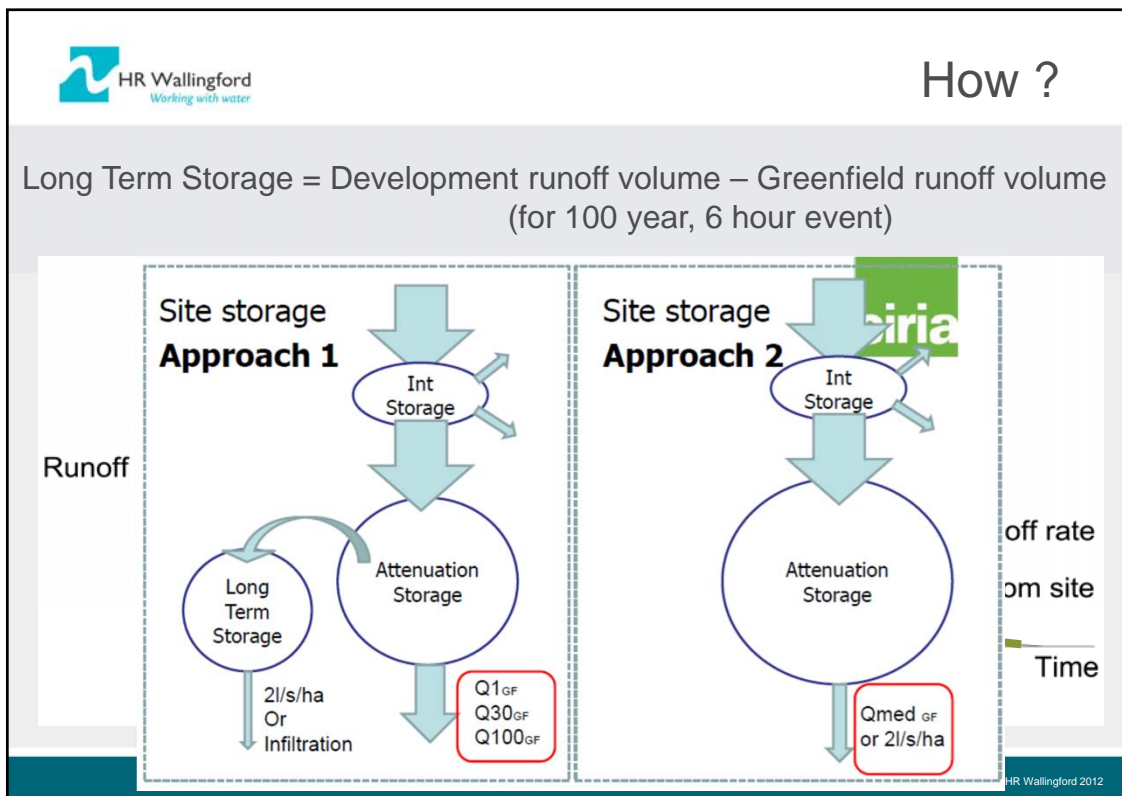 HR Wallingford
Working with water
How ?
Long Term Storage = Development runoff volume – Greenfield runoff volume
(for 100 year, 6 hour event)
Runoff
Site storage
Approach 1
Int
Storage
Attenuation
Storage
Long
Term
Storage
2l/s/ha
Or
Infiltration
Q1GF
Q30GF
Q100GF
Site storage
Approach 2
ciria
Int
Storage
Attenuation
Storage
Qmed GF
or 2l/s/ha
off rate
om site
Time
HR Wallingford 2012